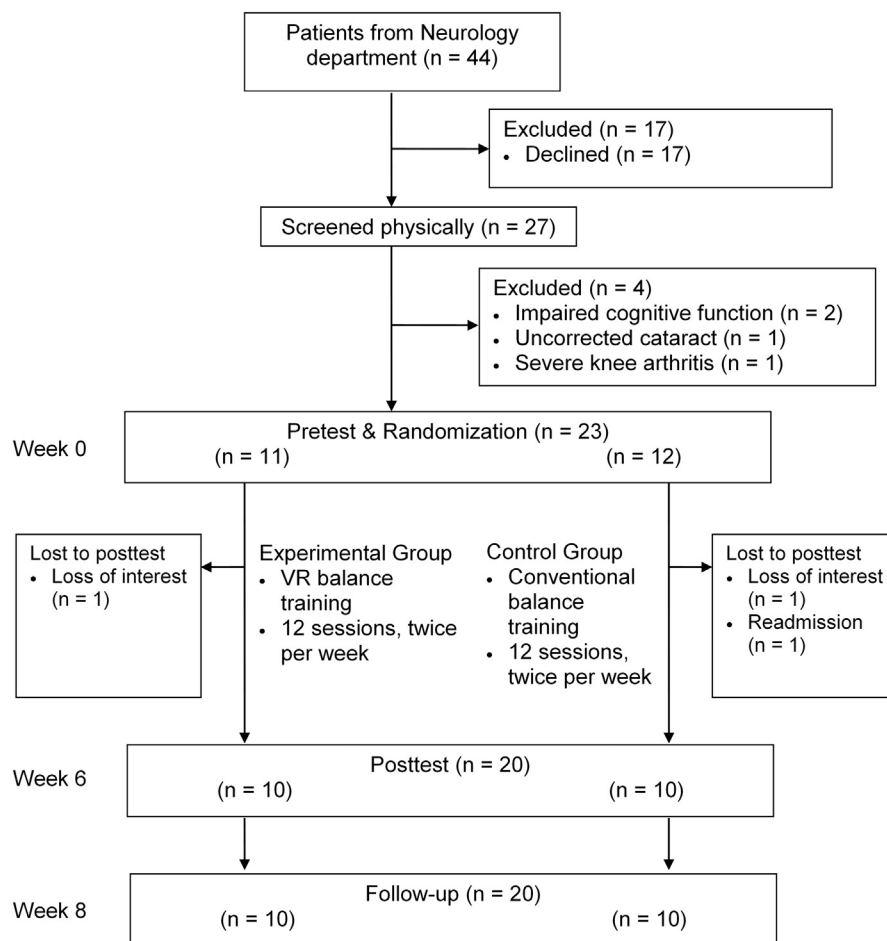 Patients from Neurology
department (n = 44)
Excluded (n = 17)
• Declined (n = 17)
Screened physically (n = 27)
Excluded (n = 4)
• Impaired cognitive function (n = 2)
• Uncorrected cataract (n = 1)
• Severe knee arthritis (n = 1)
Week 0
Pretest & Randomization (n = 23)
(n = 11) (n = 12)
Lost to posttest
• Loss of interest
(n = 1)
Experimental Group
• VR balance
training
• 12 sessions, twice
per week
Control Group
• Conventional
balance
training
• 12 sessions,
twice per week
Lost to posttest
• Loss of interest
(n = 1)
• Readmission
(n = 1)
Week 6
Posttest (n = 20)
(n = 10) (n = 10)
Week 8
Follow-up (n = 20)
(n = 10) (n = 10)